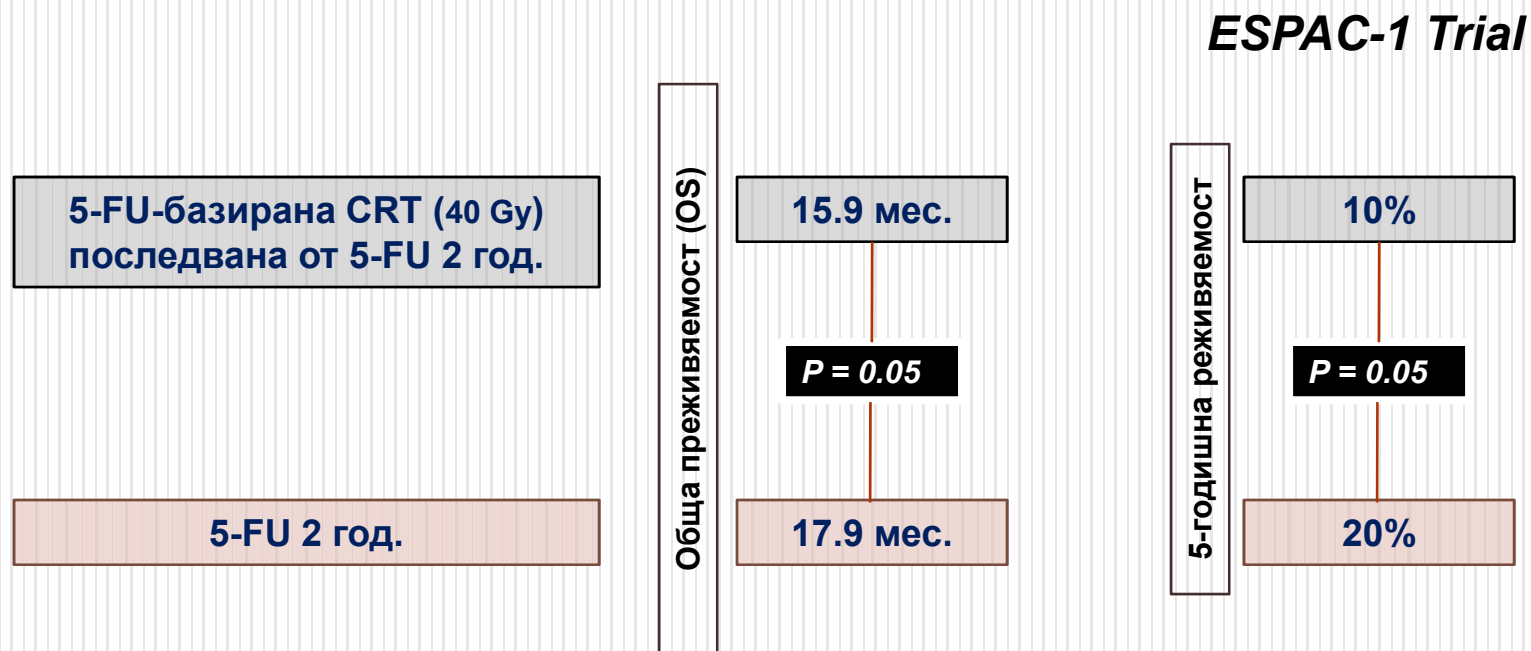 ESPAC-1 Trial
5-FU-базирана CRT (40 Gy)
последвана от 5-FU 2 год.
Обща преживяемост (OS)
15.9 мес.
5-годишна реживяемост
10%
P = 0.05
P = 0.05
5-FU 2 год.
17.9 мес.
20%